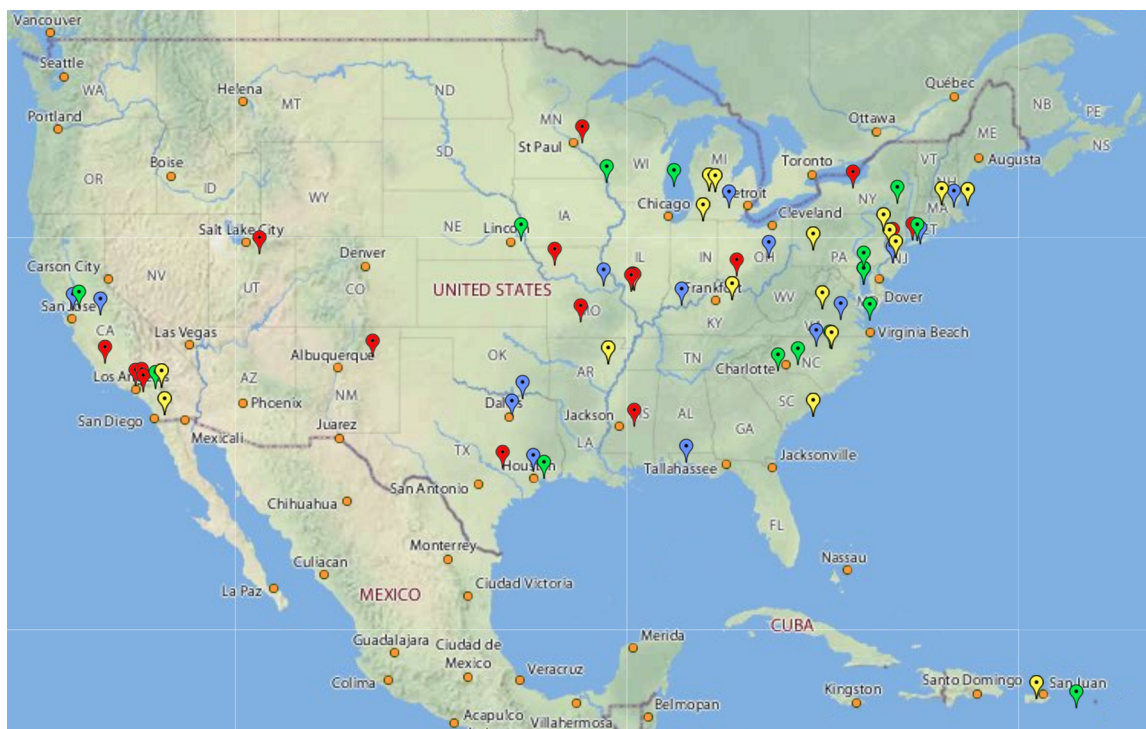 Vancouver
Seattle
WA
Portland
OR
Boise
ID
Helena
MT
ND
SD
WY
MN
St Paul
WI
MI
Ottawa
Québec
NB
PE
NS
ME
Augusta
VT
NH
MA
NY
Toronto
Detroit
Chicago
Cleveland
IA
NE
Lincoln
Salt Lake City
Carson City
NV
UT
Denver
CO
UNITED STATES
IL
IN
OH
PA
NJ
CT
Dover
San Jose
CA
Las Vegas
MO
Frankfort
WV
KY
Virginia Beach
Los Angeles
Albuquerque
AZ
NM
OK
AR
TN
Charlotte
NC
San Diego
Mexicali
Phoenix
Juarez
Dallas
Jackson
MS
AL
GA
SC
LA
TX
Houston
San Antonio
Tallahassee
Jacksonville
FL
Chihuahua
Monterrey
Culiacan
La Paz
Ciudad Victoria
MEXICO
Nassau
CUBA
Guadalajara
Ciudad de
Mexico
Colima
Veracruz
Merida
Acapulco
Villahermosa
Belmopan
Kingston
Santo Domingo
San Juan